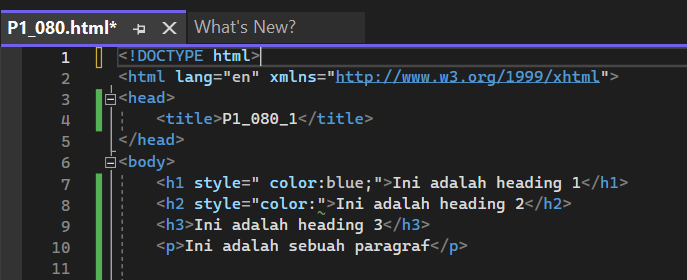 P1_080.html* What's New?
1 <!DOCTYPE html>
2 <html lang="en" xmlns="http://www.w3.org/1999/xhtml">
3 <head>
4 <title>P1_080_1</title>
5 </head>
6 <body>
7 <h1 style=" color:blue;">Ini adalah heading 1</h1>
8 <h2 style="color:">Ini adalah heading 2</h2>
9 <h3>Ini adalah heading 3</h3>
10 <p>Ini adalah sebuah paragraf</p>
11